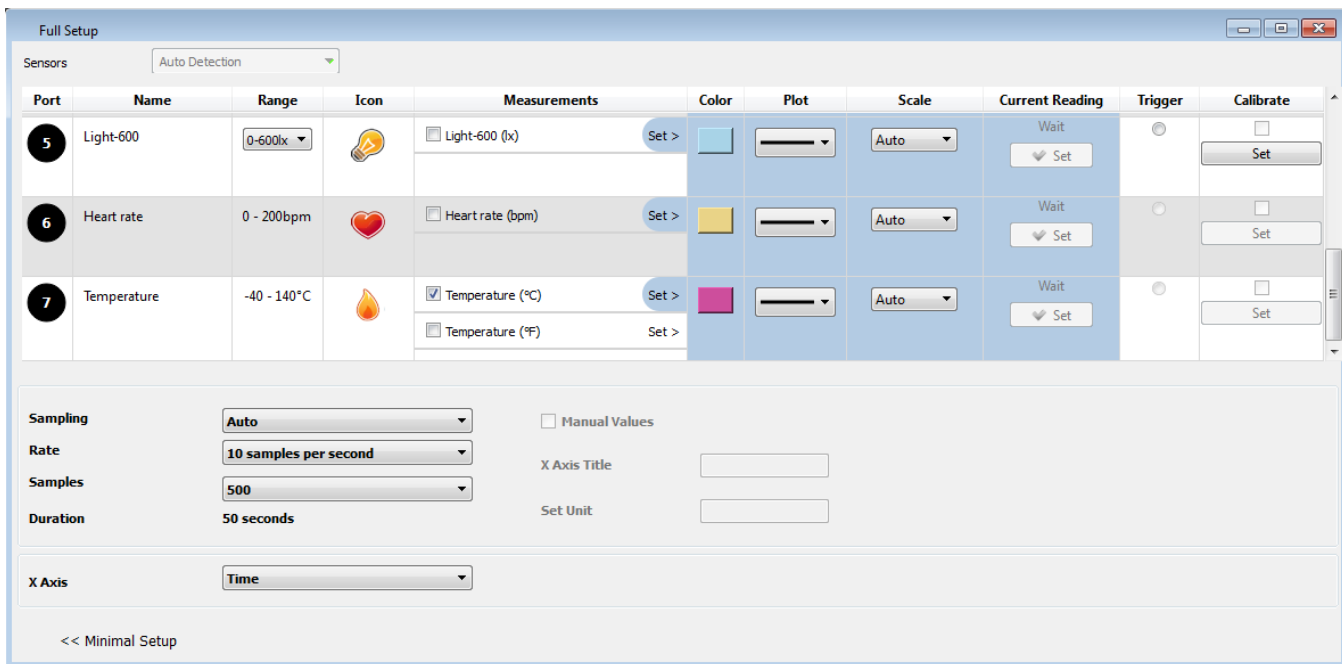 Full Setup
Sensors Auto Detection
Port Name Range Icon Measurements Color Plot Scale Current Reading Trigger Calibrate
5 Light-600 0-600lx Light-600 (lx) Set > Auto Wait
Set Set
6 Heart rate 0 - 200bpm Heart rate (bpm) Set > Auto Wait
Set Set
7 Temperature -40 - 140°C Temperature (°C) Set > Auto Wait
Set Set
Temperature (°F) Set >
Sampling Auto Manual Values
Rate 10 samples per second
X Axis Title
Samples 500
Set Unit
Duration 50 seconds
X Axis Time
<< Minimal Setup